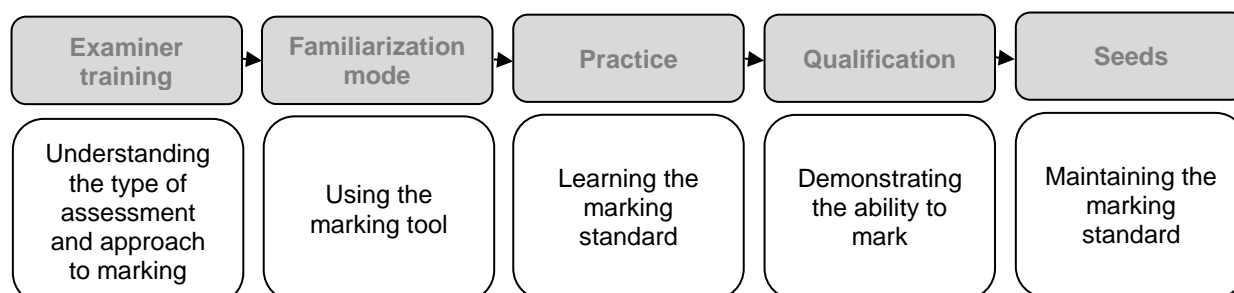 Examiner
training
Familiarization
mode
Practice
Qualification
Seeds
Understanding
the type of
assessment
and approach
to marking
Using the
marking tool
Learning the
marking
standard
Demonstrating
the ability to
mark
Maintaining the
marking
standard